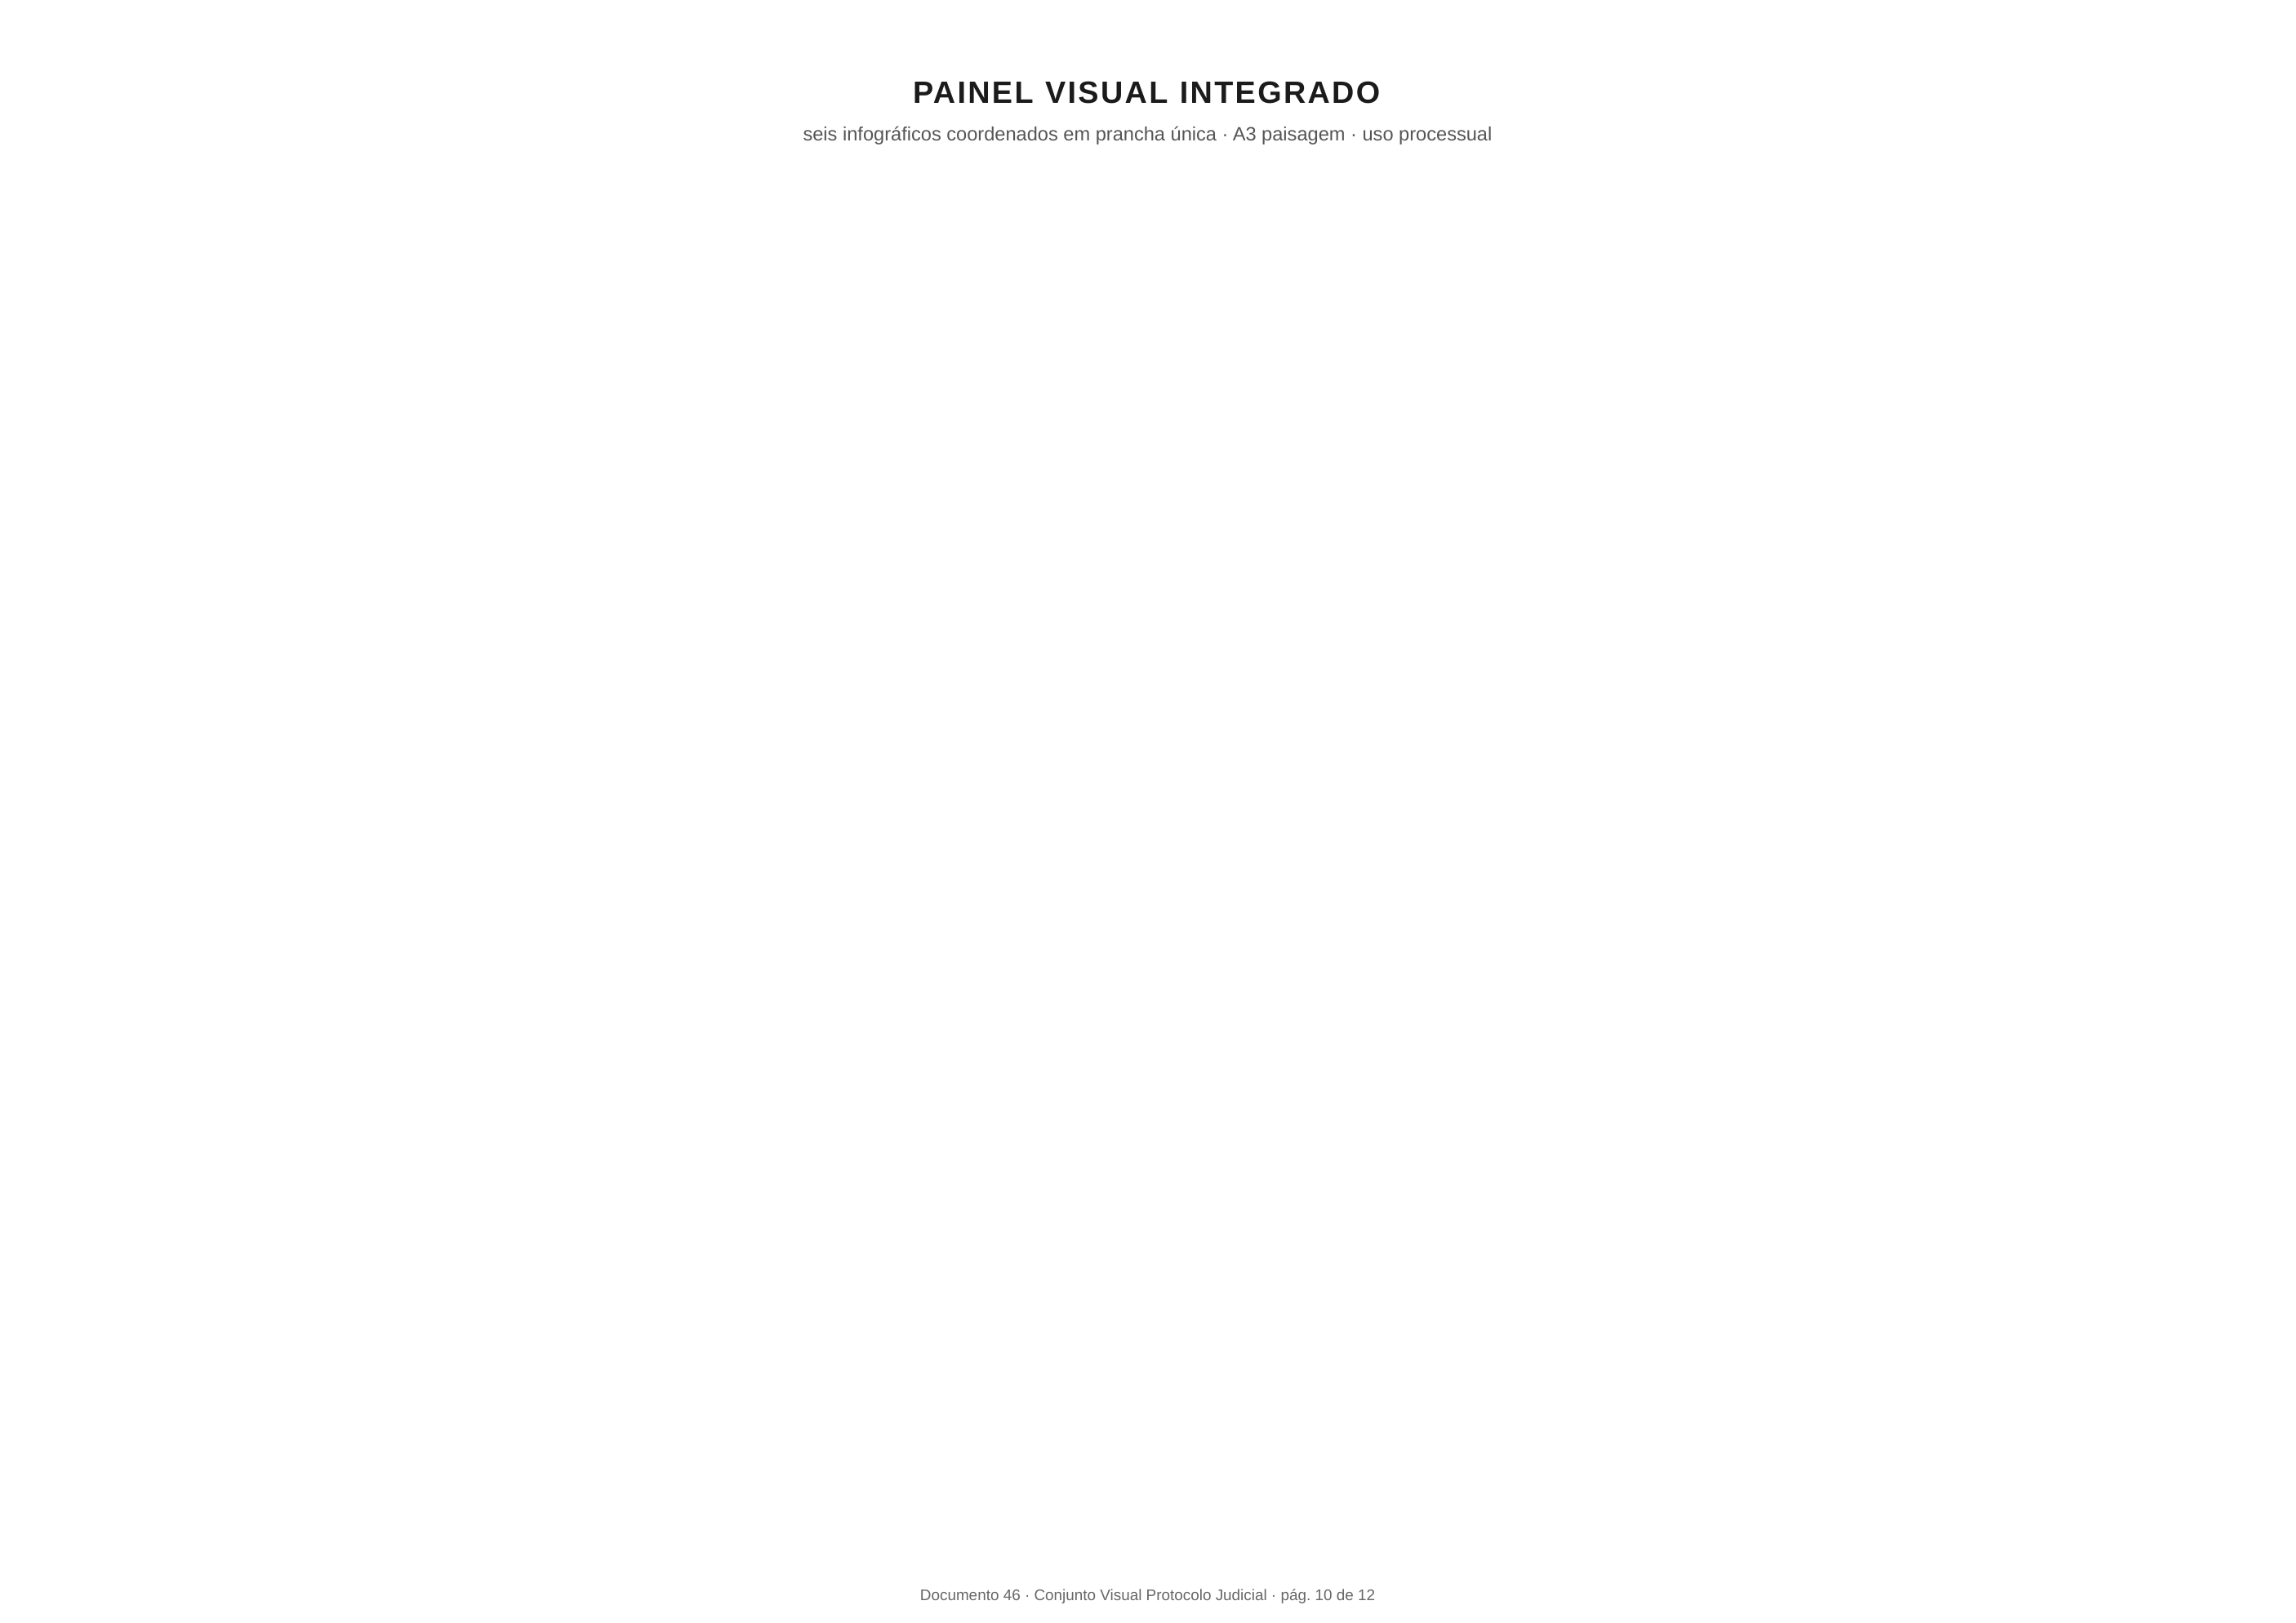 PAINEL VISUAL INTEGRADO
seis infográficos coordenados em prancha única · A3 paisagem · uso processual
Documento 46 · Conjunto Visual Protocolo Judicial · pág. 10 de 12